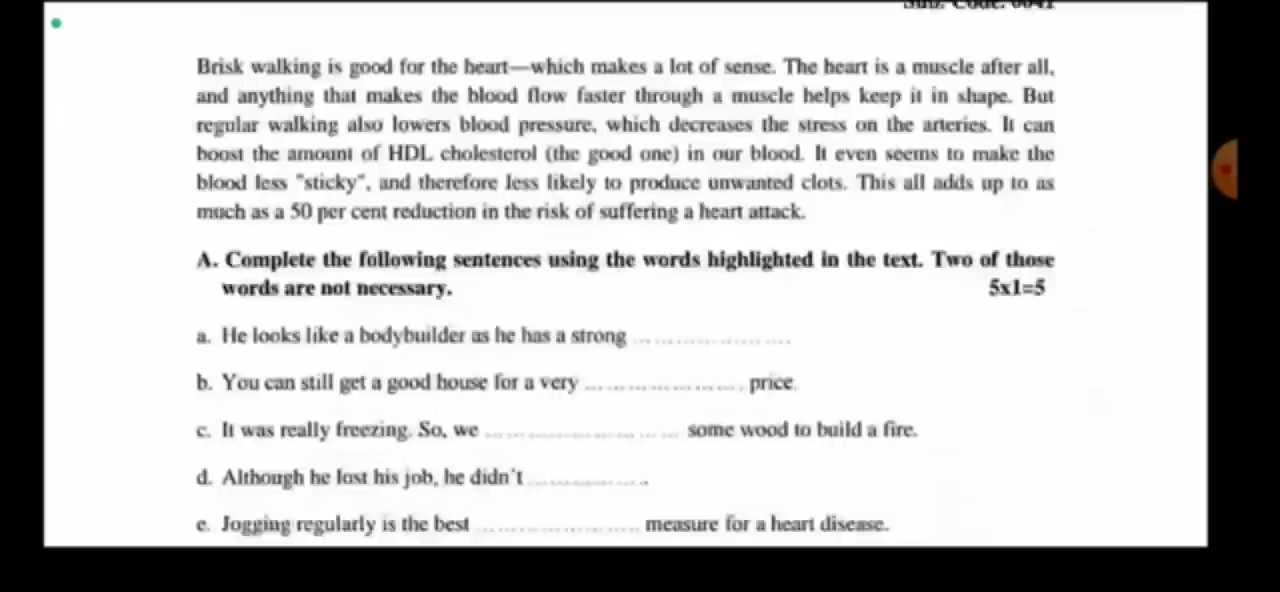 Brisk walking is good for the heart—which makes a lot of sense. The heart is a muscle after all,
and anything that makes the blood flow faster through a muscle helps keep it in shape. But
regular walking also lowers blood pressure, which decreases the stress on the arteries. It can
boost the amount of HDL cholesterol (the good one) in our blood. It even seems to make the
blood less "sticky", and therefore less likely to produce unwanted clots. This all adds up to as
much as a 50 per cent reduction in the risk of suffering a heart attack.
A. Complete the following sentences using the words highlighted in the text. Two of those
words are not necessary. 5x1=5
a. He looks like a bodybuilder as he has a strong ......................
b. You can still get a good house for a very ...................... price.
c. It was really freezing. So, we ........................... some wood to build a fire.
d. Although he lost his job, he didn't .................
e. Jogging regularly is the best ...................... measure for a heart disease.